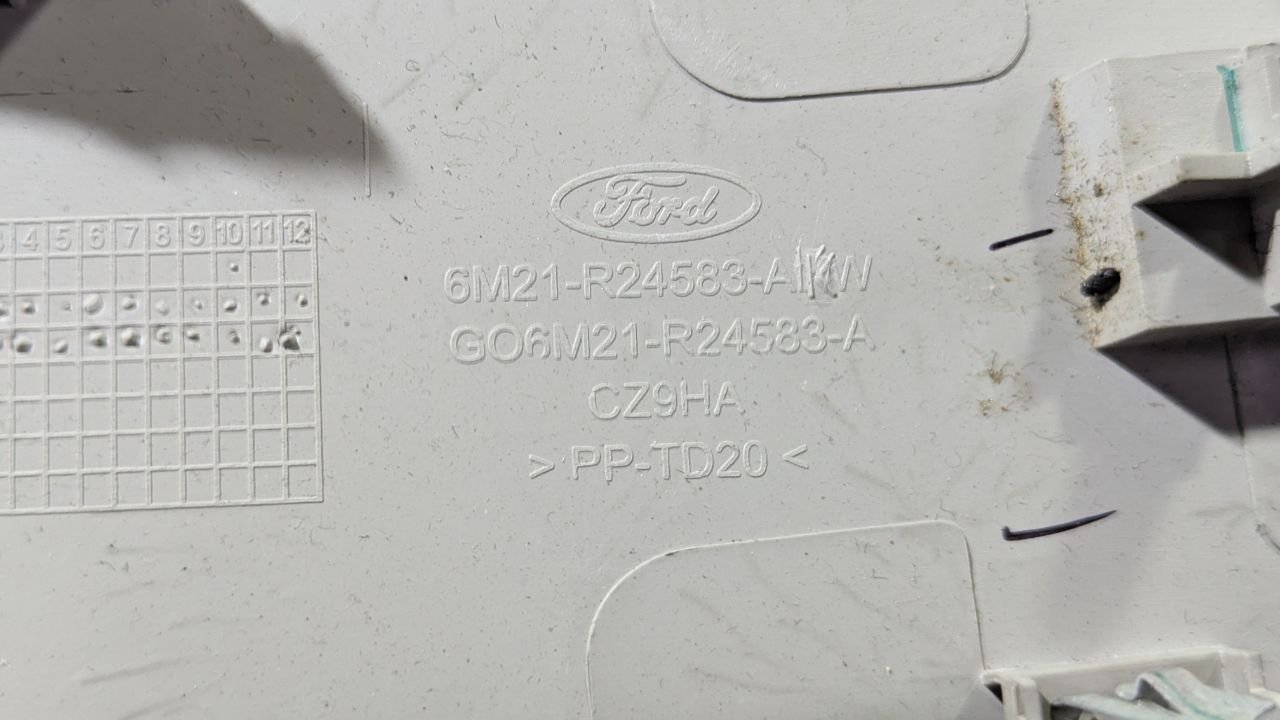 Ford
4 5 6 7 8 9 10 11 12
6M21-R24583-A W
GO6M21-R24583-A
CZ9HA
> PP-TD20 <